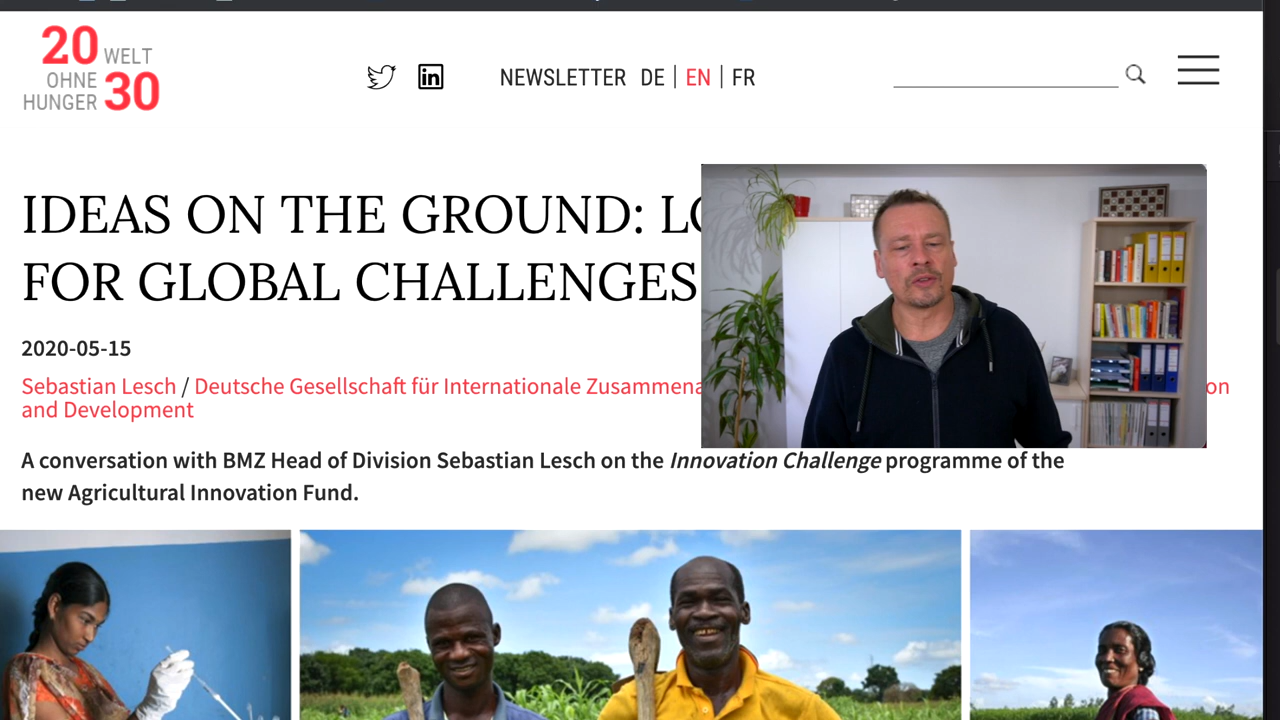 20 WELT
OHNE 30
HUNGER
NEWSLETTER DE | EN | FR
IDEAS ON THE GROUND:
FOR GLOBAL CHALLENGES
2020-05-15
Sebastian Lesch / Deutsche Gesellschaft für Internationale
and Development
A conversation with BMZ Head of Division Sebastian Lesch on the Innovation Challenge programme of the
new Agricultural Innovation Fund.